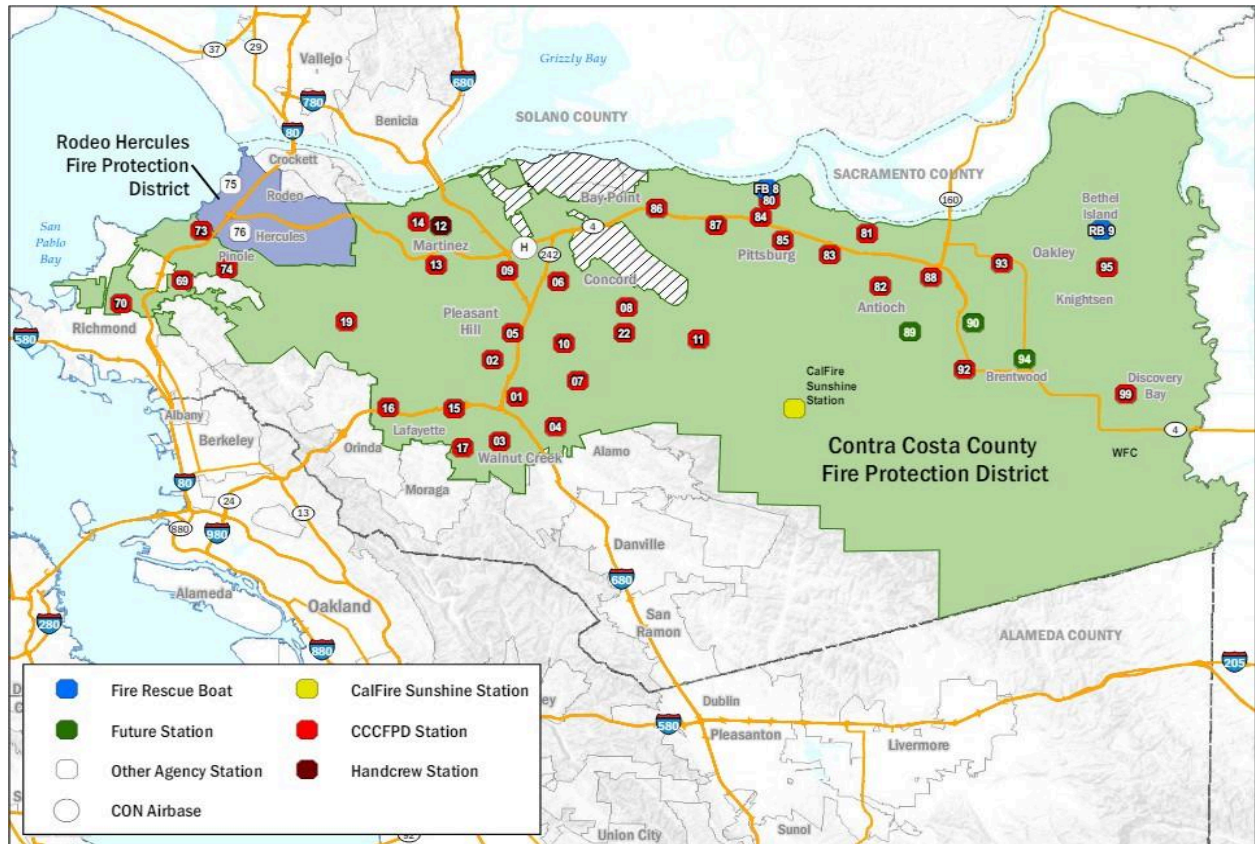 37
29
Vallejo
680
Grizzly Bay
780
80
Benicia
SOLANO COUNTY
Rodeo Hercules
Fire Protection
District
Crockett
75
Rodeo
SACRAMENTO COUNTY
FB 8
80
Bay Point
86
84
160
Bethel
Island
RB 9
San
Pablo
Bay
73
76
Hercules
14
12
Martinez
H
4
242
87
85
Pittsburg
81
83
Oakley
Pinole
74
13
09
06
Concord
88
93
95
69
70
82
Antioch
Knightsen
Richmond
19
Pleasant
Hill
05
08
22
10
11
89
90
580
02
07
CalFire
Sunshine
Station
92
94
Brentwood
01
99
Discovery
Bay
Albany
16
15
Lafayette
04
Berkeley
Orinda
17
03
Walnut Creek
Alamo
Contra Costa County
Fire Protection District
4
WFC
80
Moraga
24
13
880
980
Danville
Alameda
Oakland
680
280
San
Ramon
880
ALAMEDA COUNTY
205
Dublin
580
Pleasanton
Livermore
Union City
Sunol
92
Fire Rescue Boat
CalFire Sunshine Station
Future Station
CCCFPD Station
Other Agency Station
Handcrew Station
CON Airbase